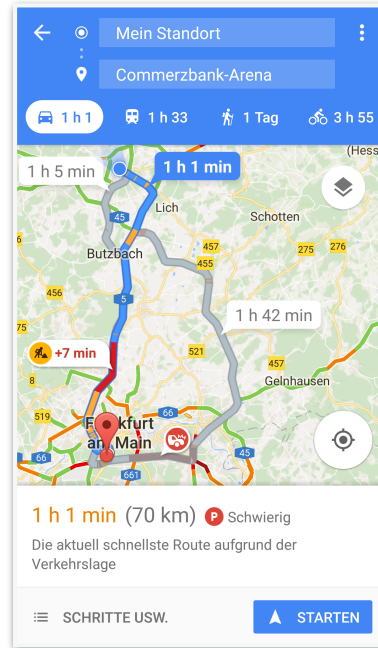 Mein Standort
Commerzbank-Arena
1 h 1
1 h 33
1 Tag
3 h 55
(Hess
1 h 5 min
1 h 1 min
Lich
Schotten
45
Butzbach
457
455
275
276
456
5
1 h 42 min
75
+7 min
521
457
8
Gelnhausen
519
66
Frankfurt
am Main
66
45
661
1 h 1 min (70 km) P Schwierig
Die aktuell schnellste Route aufgrund der
Verkehrslage
SCHRITTE USW.
STARTEN